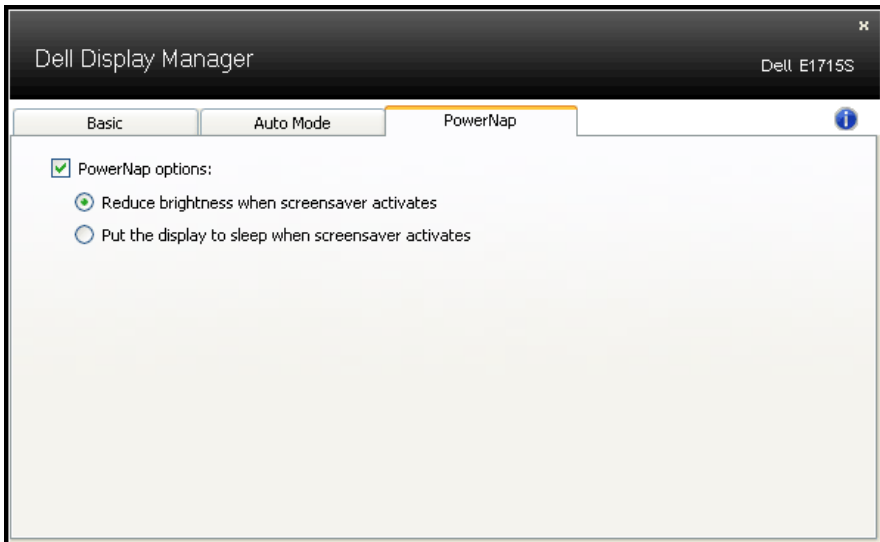 x
Dell Display Manager
Dell E1715S
Basic
Auto Mode
PowerNap
i
PowerNap options:
Reduce brightness when screensaver activates
Put the display to sleep when screensaver activates